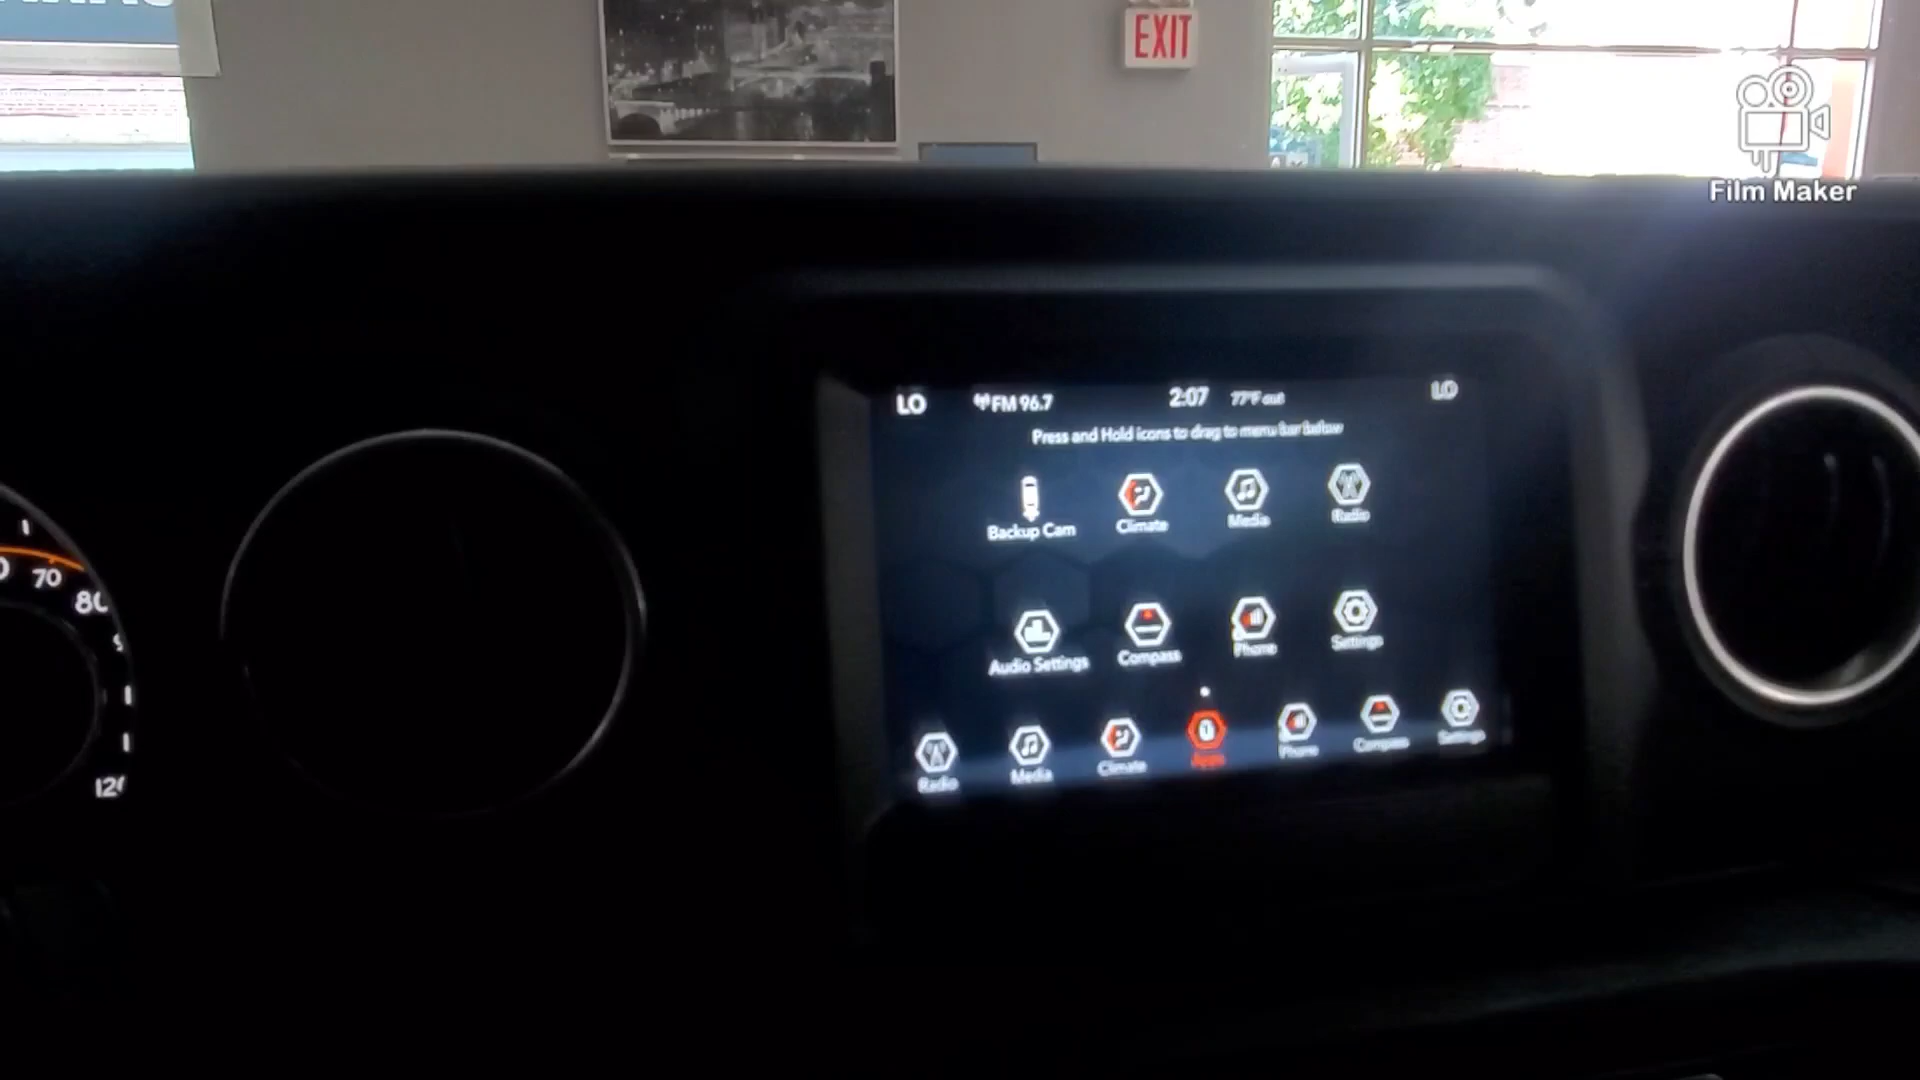 EXIT
Film Maker
LO
FM 96.7
2:07
77°F out
LO
Press and Hold icons to drag to menu bar below
Backup Cam
Climate
Media
Radio
Audio Settings
Compass
Phone
Settings
Radio
Media
Climate
Apps
Phone
Compass
Settings
70
80
120